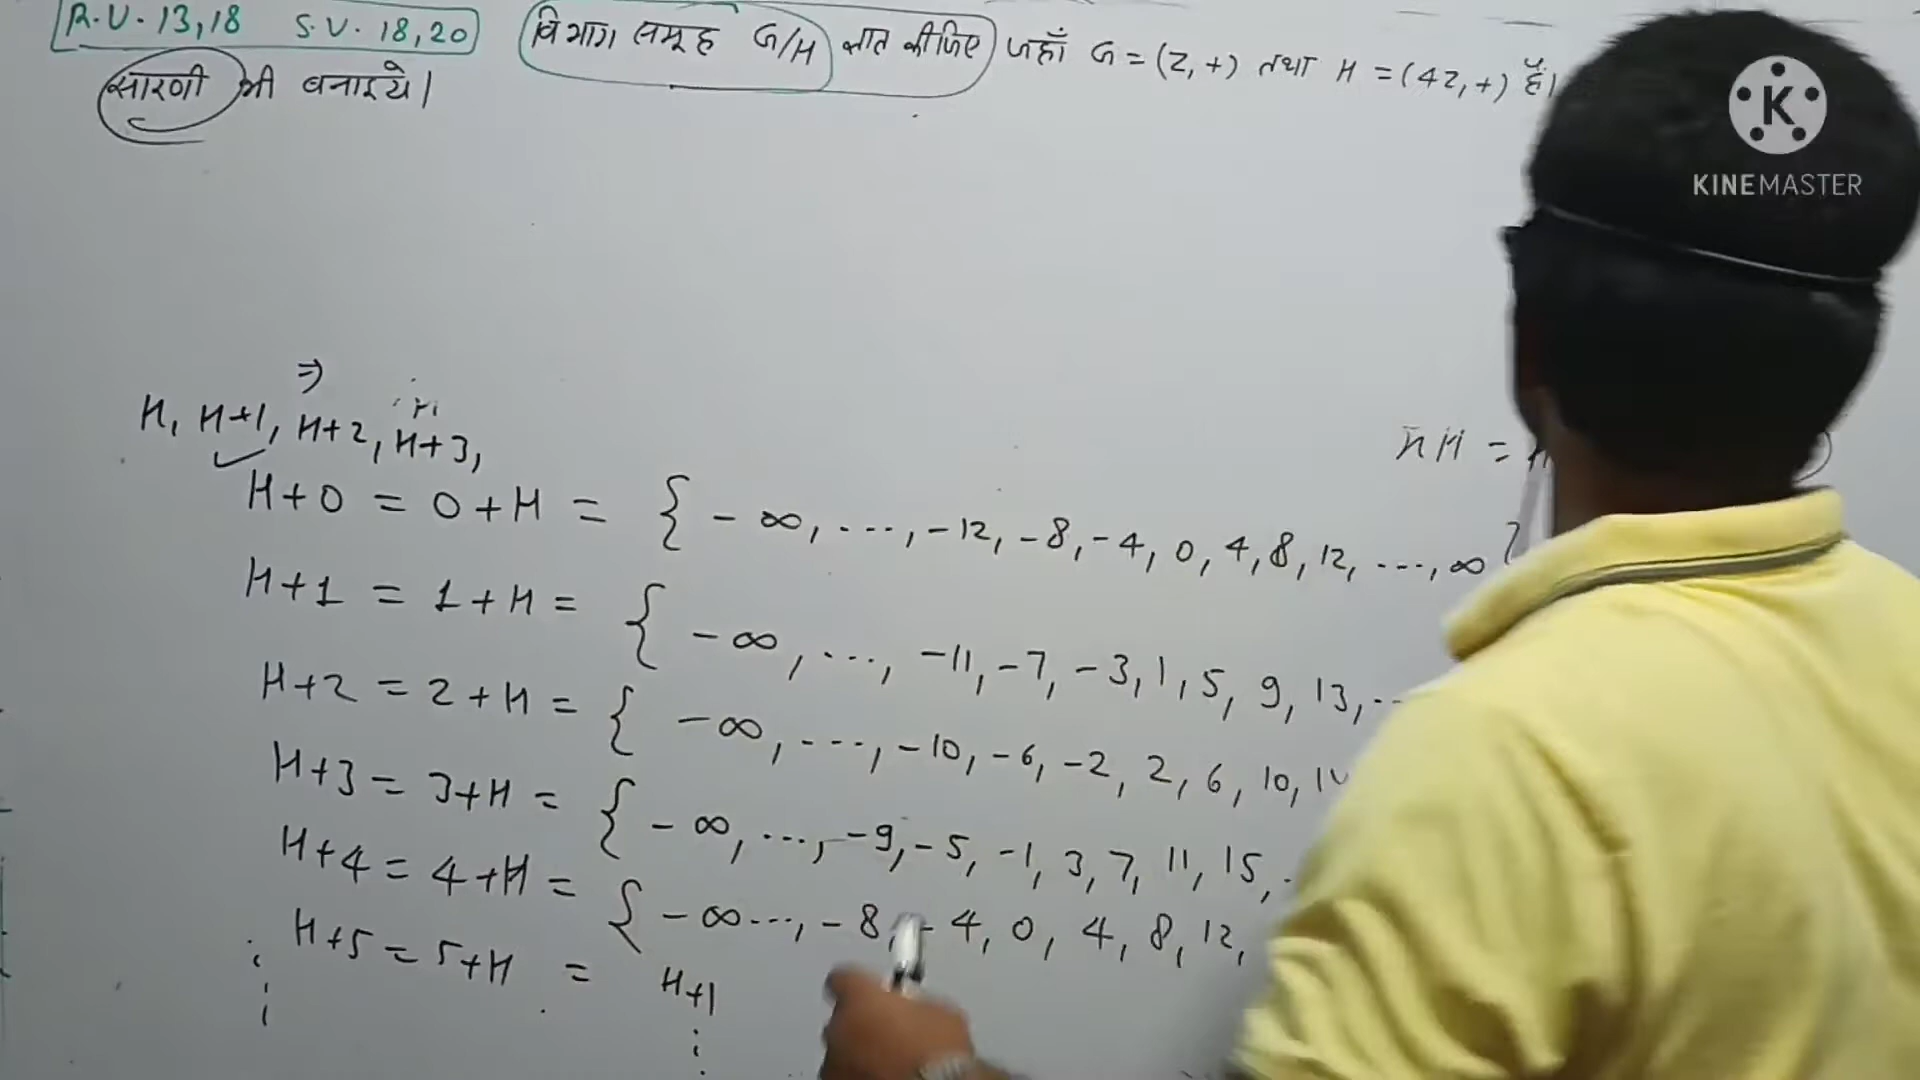 R.U. 13,18 S.U. 18,20 विभाग समूह G/H ज्ञात कीजिए जहाँ G = (Z, +) तथा H = (4Z, +) हैं।
सारणी भी बनाइये।
K
KINEMASTER
⇒
H, H+1, H+2, H+3,
H+0 = 0+H = { - ∞, ..., -12, -8, -4, 0, 4, 8, 12, ..., ∞ }
H+1 = 1+H = { - ∞, ..., -11, -7, -3, 1, 5, 9, 13, ..
H+2 = 2+H = { - ∞, ..., -10, -6, -2, 2, 6, 10, 14
H+3 = 3+H = { - ∞, ..., -9, -5, -1, 3, 7, 11, 15, .
H+4 = 4+H = { - ∞ ..., -8, -4, 0, 4, 8, 12,
H+5 = 5+H = H+1